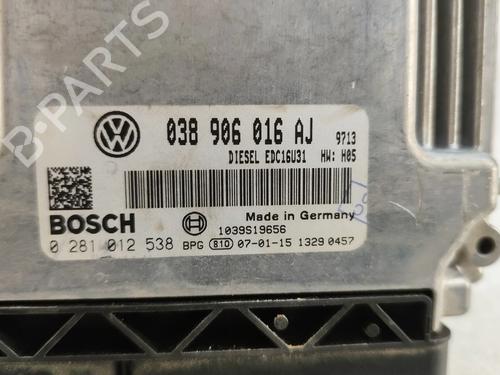 038 906 016 AJ 9713
DIESEL EDC16U31 HW: H05
Made in Germany
BOSCH
1039S19656
0 281 012 538 BPG 810 07-01-15 1329 0457
B-PARTS